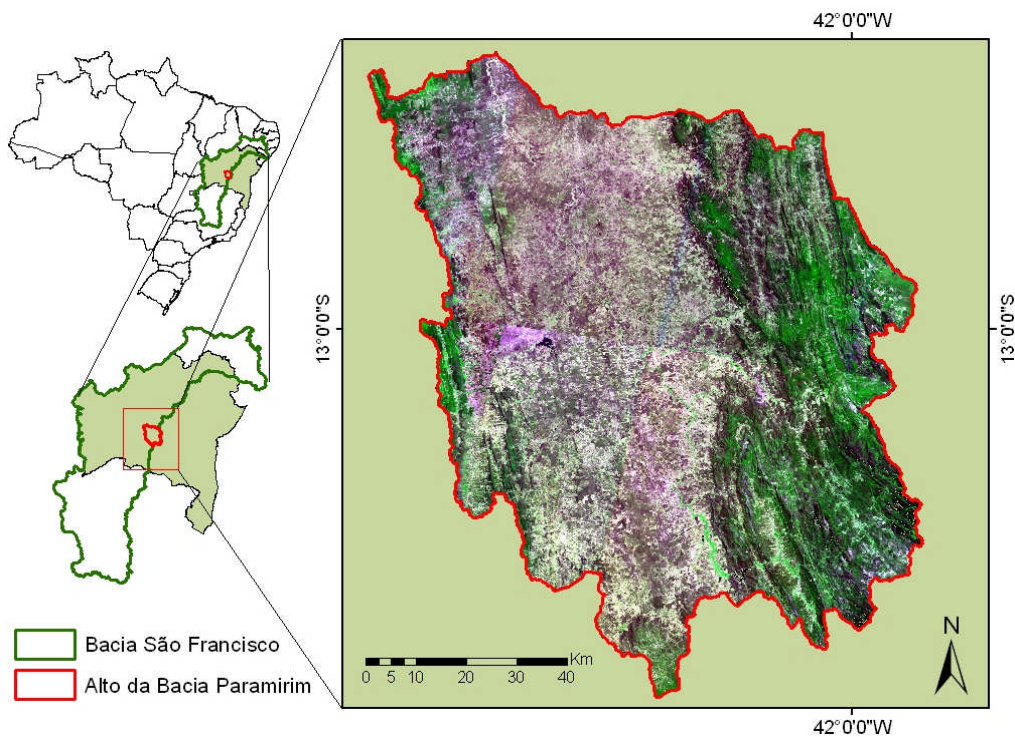 42°0'0"W
13°0'0"S
13°0'0"S
Bacia São Francisco
Alto da Bacia Paramirim
Km
0 5 10 20 30 40
N
42°0'0"W